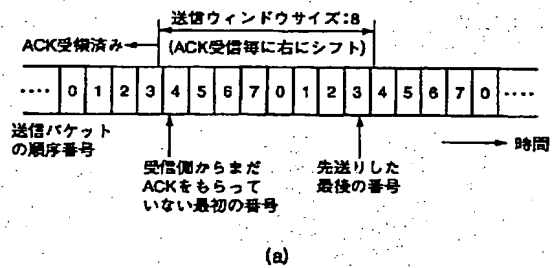 送信ウィンドウサイズ:8
ACK受領済み
(ACK受信毎に右にシフト)
‥‥ 0 1 2 3 4 5 6 7 0 1 2 3 4 5 6 7 0 ‥‥
送信パケット
の順序番号
時間
受信側からまだ
ACKをもらって
いない最初の番号
先送りした
最後の番号
(a)